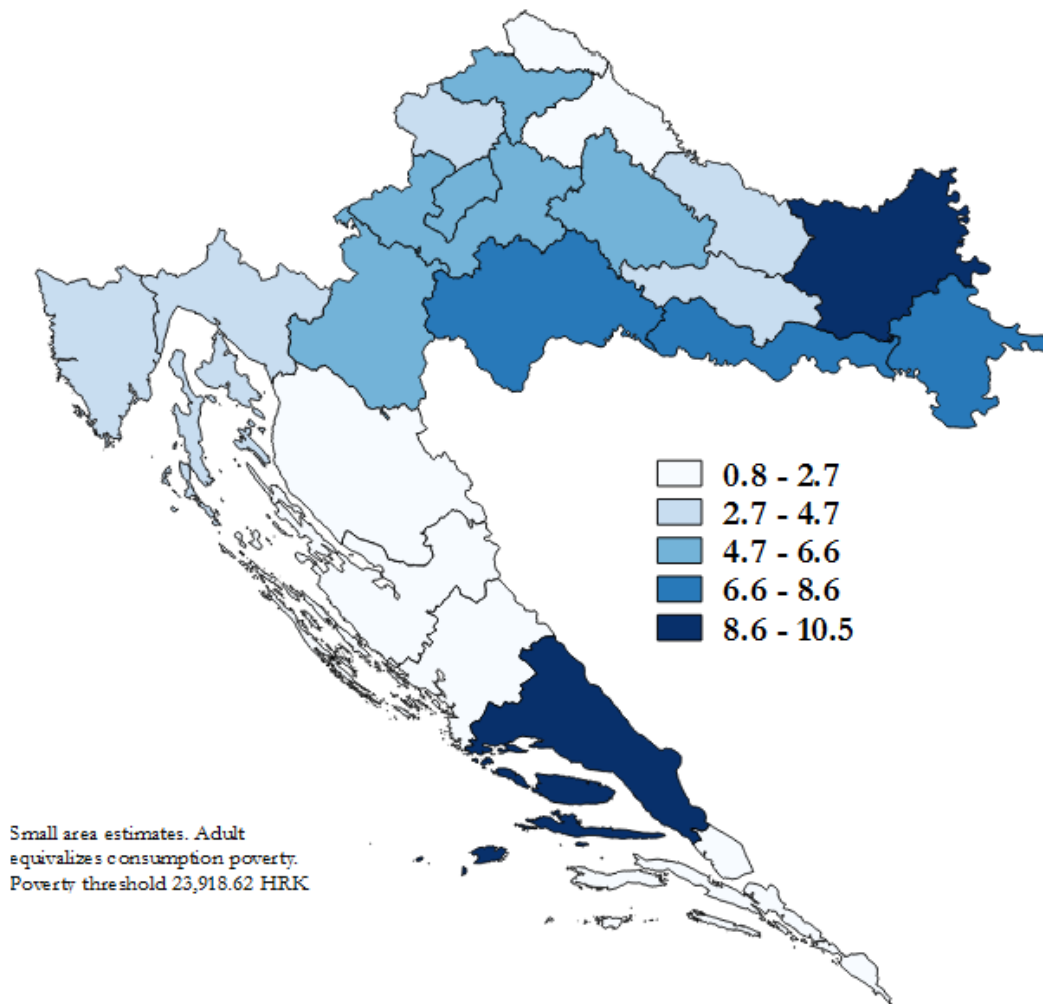 0.8 - 2.7
2.7 - 4.7
4.7 - 6.6
6.6 - 8.6
8.6 - 10.5
Small area estimates. Adult
equivalizes consumption poverty.
Poverty threshold 23,918.62 HRK